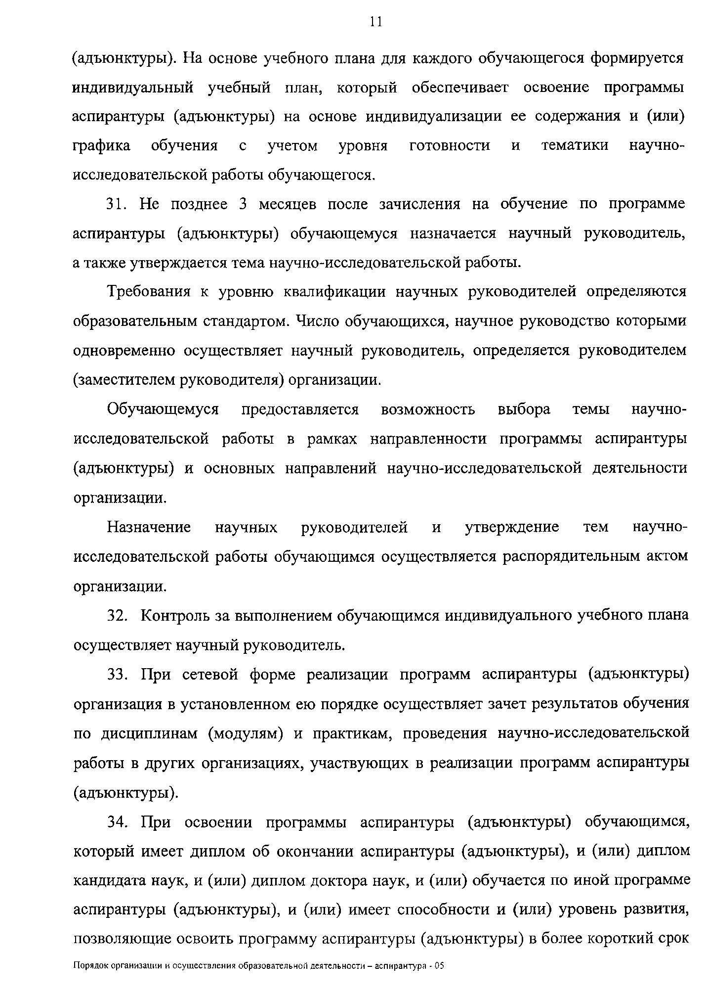 11
(адъюнктуры). На основе учебного плана для каждого обучающегося формируется
индивидуальный учебный план, который обеспечивает освоение программы
аспирантуры (адъюнктуры) на основе индивидуализации ее содержания и (или)
графика обучения с учетом уровня готовности и тематики научно-
исследовательской работы обучающегося.
31. Не позднее 3 месяцев после зачисления на обучение по программе
аспирантуры (адъюнктуры) обучающемуся назначается научный руководитель,
а также утверждается тема научно-исследовательской работы.
Требования к уровню квалификации научных руководителей определяются
образовательным стандартом. Число обучающихся, научное руководство которыми
одновременно осуществляет научный руководитель, определяется руководителем
(заместителем руководителя) организации.
Обучающемуся предоставляется возможность выбора темы научно-
исследовательской работы в рамках направленности программы аспирантуры
(адъюнктуры) и основных направлений научно-исследовательской деятельности
организации.
Назначение научных руководителей и утверждение тем научно-
исследовательской работы обучающимся осуществляется распорядительным актом
организации.
32. Контроль за выполнением обучающимся индивидуального учебного плана
осуществляет научный руководитель.
33. При сетевой форме реализации программ аспирантуры (адъюнктуры)
организация в установленном ею порядке осуществляет зачет результатов обучения
по дисциплинам (модулям) и практикам, проведения научно-исследовательской
работы в других организациях, участвующих в реализации программ аспирантуры
(адъюнктуры).
34. При освоении программы аспирантуры (адъюнктуры) обучающимся,
который имеет диплом об окончании аспирантуры (адъюнктуры), и (или) диплом
кандидата наук, и (или) диплом доктора наук, и (или) обучается по иной программе
аспирантуры (адъюнктуры), и (или) имеет способности и (или) уровень развития,
позволяющие освоить программу аспирантуры (адъюнктуры) в более короткий срок
Порядок организации и осуществления образовательной деятельности – аспирантура - 05